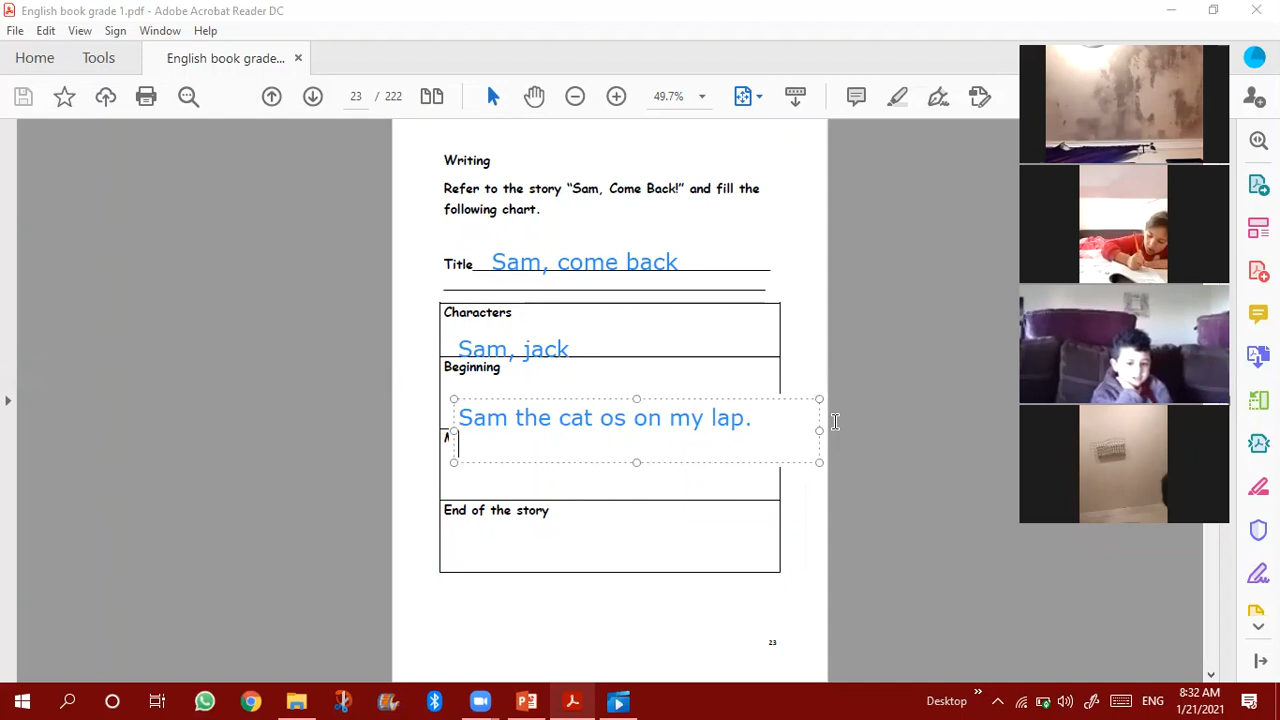 English book grade 1.pdf - Adobe Acrobat Reader DC
File Edit View Sign Window Help
Home Tools English book grade... ×
23 / 222 49.7%
Writing
Refer to the story “Sam, Come Back!” and fill the
following chart.
Title Sam, come back
Characters
Sam, jack
Beginning
Sam the cat os on my lap.
End of the story
23
Desktop » ENG 8:32 AM
1/21/2021